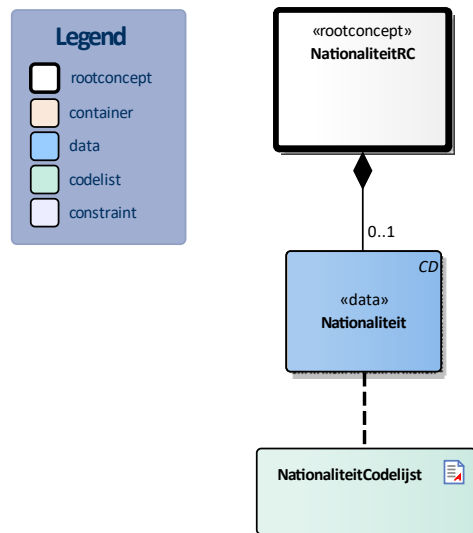 Legend
rootconcept
container
data
codelist
constraint
«rootconcept»
NationaliteitRC
0..1
CD
«data»
Nationaliteit
NationaliteitCodelijst